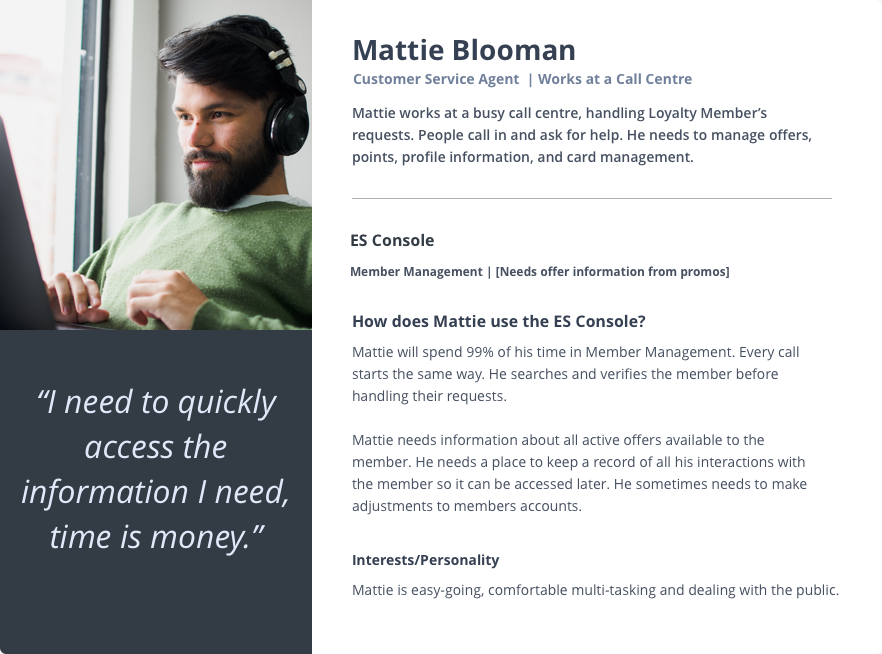 Mattie Blooman
Customer Service Agent | Works at a Call Centre
Mattie works at a busy call centre, handling Loyalty Member’s
requests. People call in and ask for help. He needs to manage offers,
points, profile information, and card management.
ES Console
Member Management | [Needs offer information from promos]
How does Mattie use the ES Console?
Mattie will spend 99% of his time in Member Management. Every call
starts the same way. He searches and verifies the member before
handling their requests.
Mattie needs information about all active offers available to the
member. He needs a place to keep a record of all his interactions with
the member so it can be accessed later. He sometimes needs to make
adjustments to members accounts.
Interests/Personality
Mattie is easy-going, comfortable multi-tasking and dealing with the public.
“I need to quickly
access the
information I need,
time is money.”